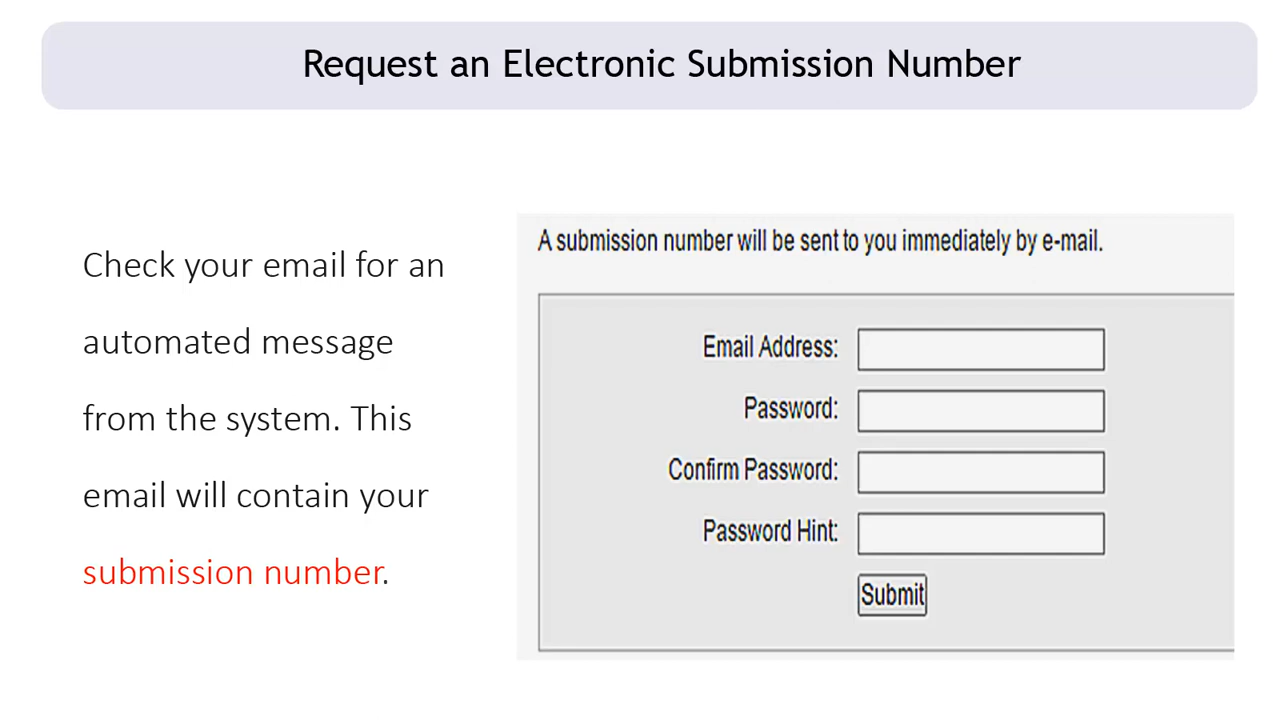 Request an Electronic Submission Number
Check your email for an
automated message
from the system. This
email will contain your
submission number.
A submission number will be sent to you immediately by e-mail.
Email Address:
Password:
Confirm Password:
Password Hint:
Submit